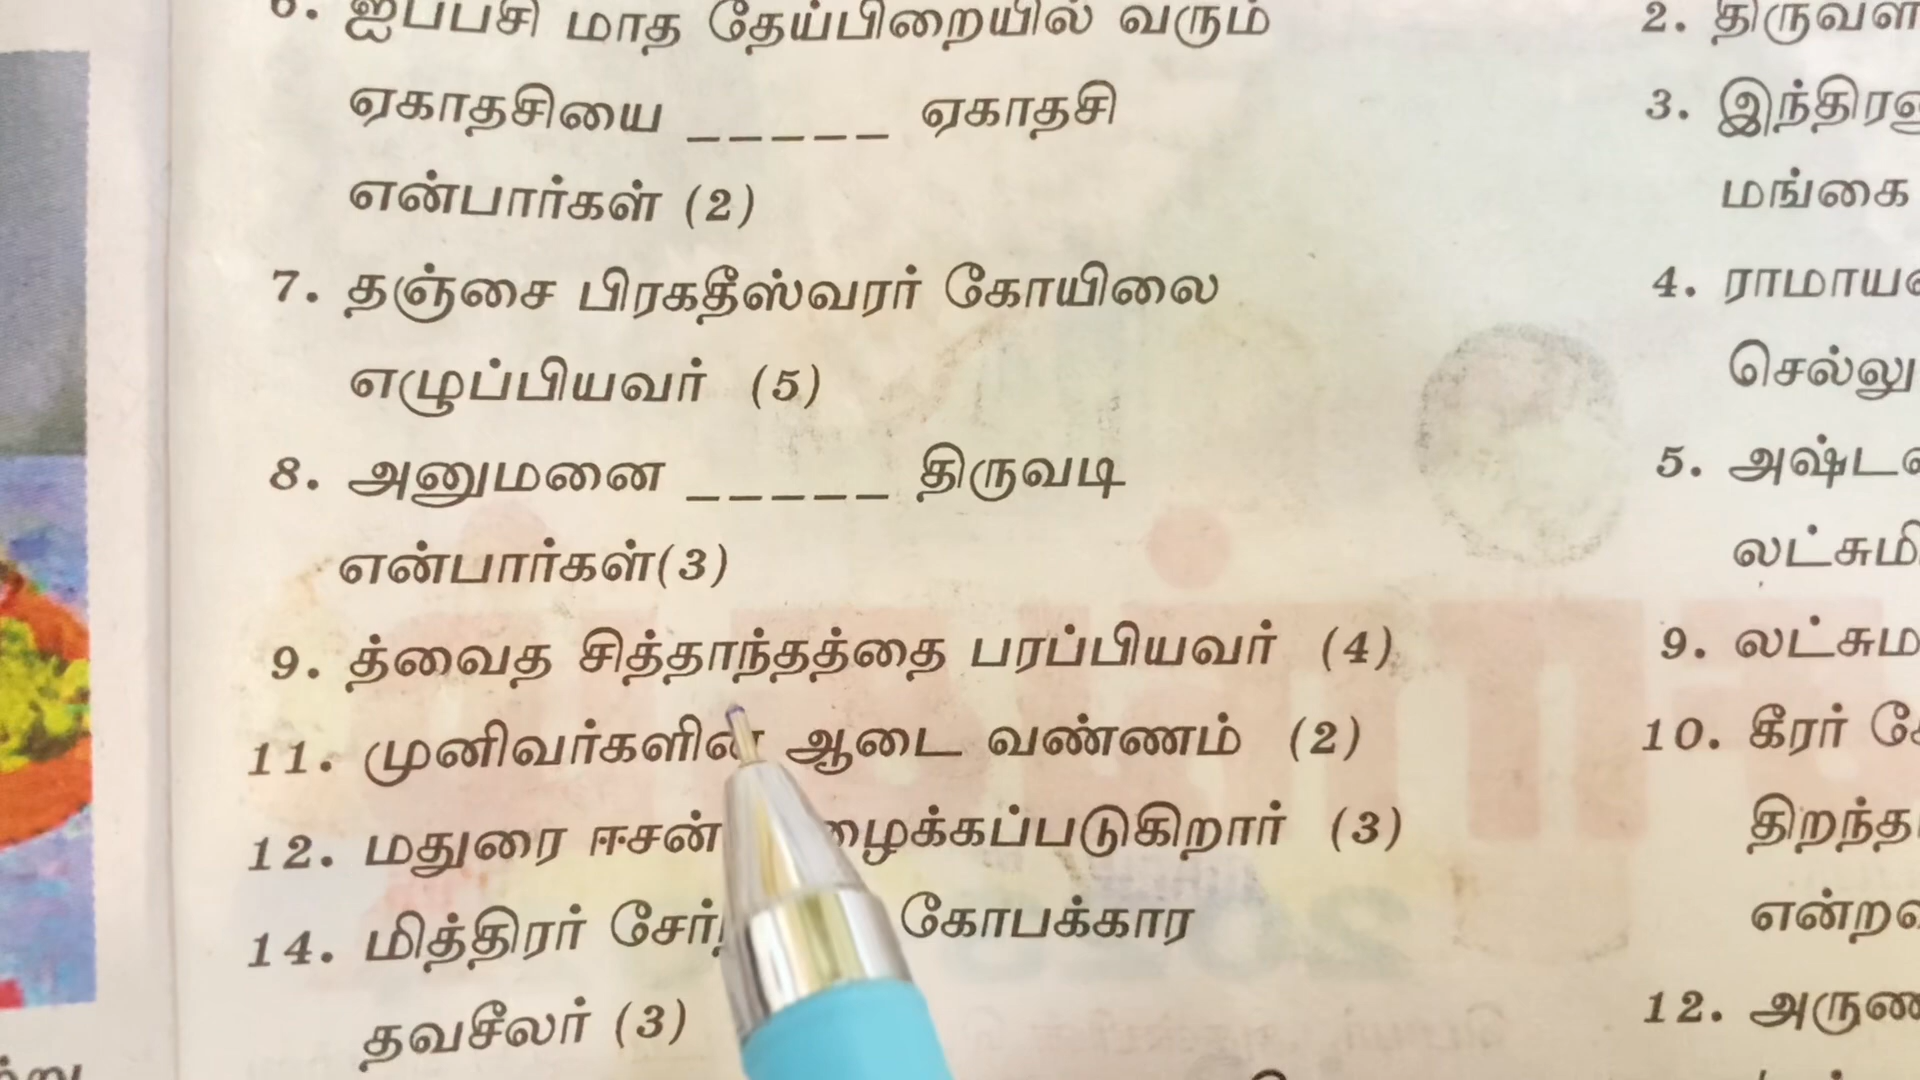 6. ஐப்பசி மாத தேய்பிறையில் வரும்
ஏகாதசியை _____ ஏகாதசி
என்பார்கள் (2)
7. தஞ்சை பிரகதீஸ்வரர் கோயிலை
எழுப்பியவர் (5)
8. அனுமனை _____ திருவடி
என்பார்கள்(3)
9. த்வைத சித்தாந்தத்தை பரப்பியவர் (4)
11. முனிவர்களின் ஆடை வண்ணம் (2)
12. மதுரை ஈசன் ழைக்கப்படுகிறார் (3)
14. மித்திரர் சேர் கோபக்கார
தவசீலர் (3)
2. திருவள
3. இந்திர
மங்கை
4. ராமாய
செல்லு
5. அஷ்ட
லட்சுமி
9. லட்சும
10. கீரர்
திறந்த
என்ற
12. அருண